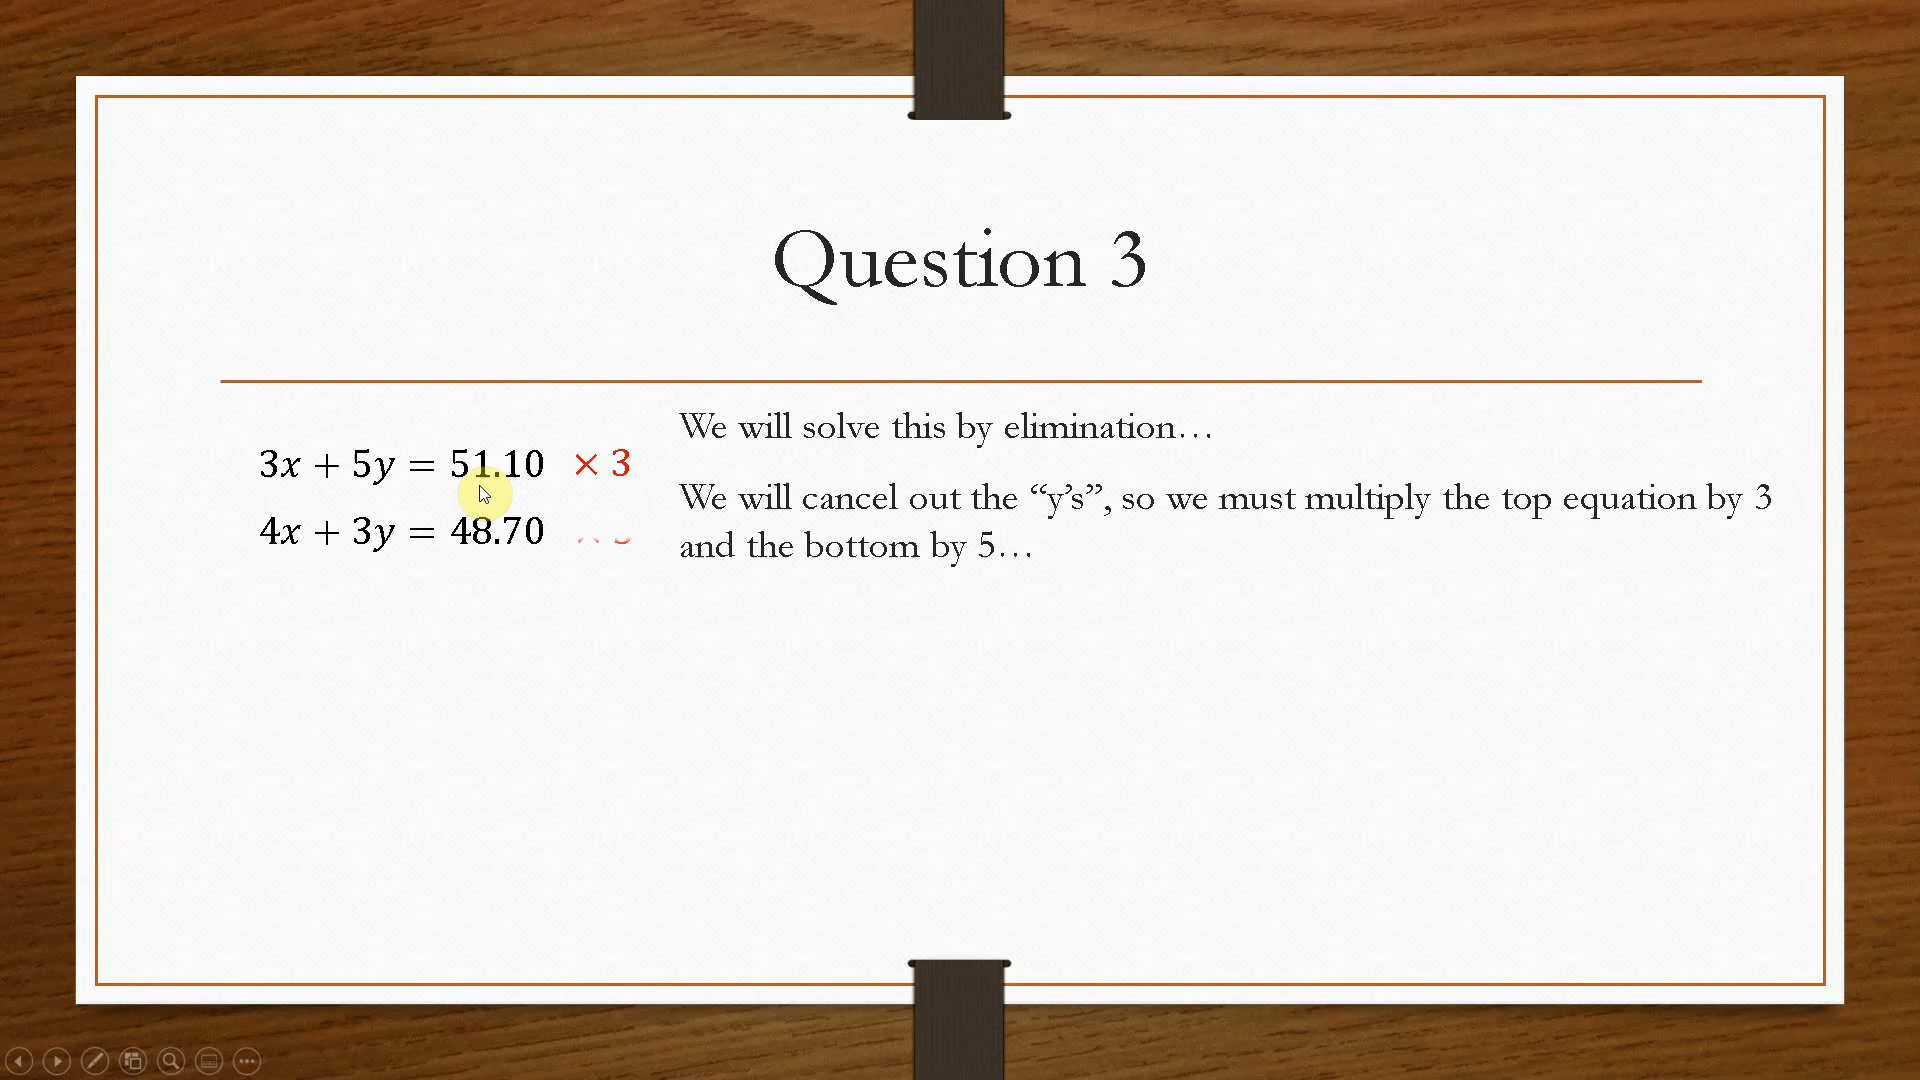 Question 3
3x + 5y = 51.10 × 3
4x + 3y = 48.70
We will solve this by elimination…
We will cancel out the “y’s”, so we must multiply the top equation by 3
and the bottom by 5…